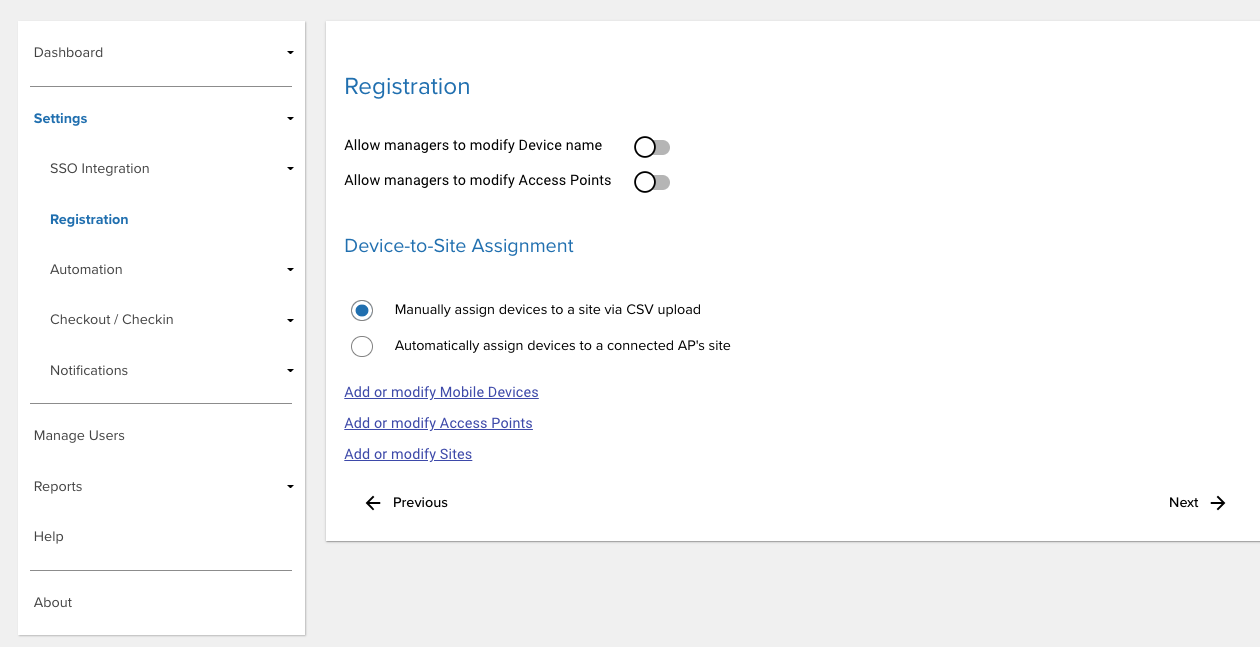 Dashboard
Settings
SSO Integration
Registration
Automation
Checkout / Checkin
Notifications
Manage Users
Reports
Help
About
Registration
Allow managers to modify Device name
Allow managers to modify Access Points
Device-to-Site Assignment
Manually assign devices to a site via CSV upload
Automatically assign devices to a connected AP's site
Add or modify Mobile Devices
Add or modify Access Points
Add or modify Sites
Previous
Next